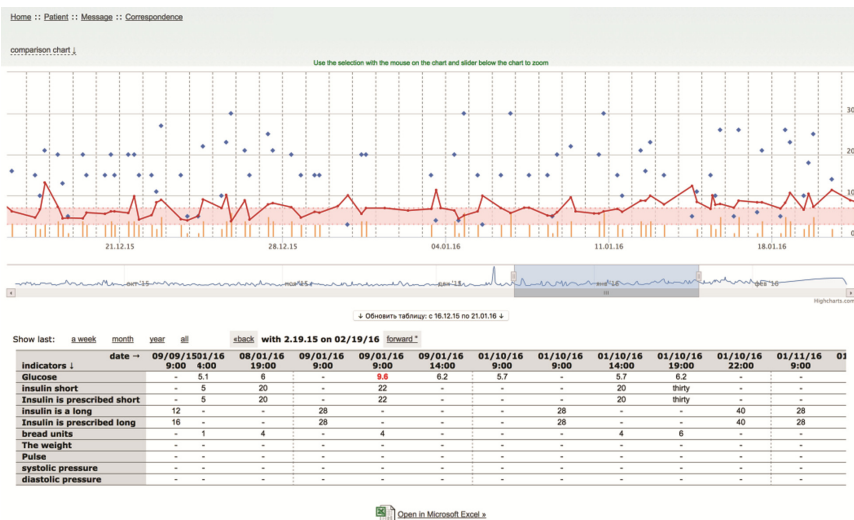 Home :: Patient :: Message :: Correspondence
comparison chart ↓
Use the selection with the mouse on the chart and slider below the chart to zoom
30
20
10
0
21.12.15 28.12.15 04.01.16 11.01.16 18.01.16
Highcharts.com
↓ Обновить таблицу: с 16.12.15 по 21.01.16 ↓
Show last: a week month year all «back with 2.19.15 on 02/19/16 forward "
date → 09/09/1501/16 08/01/16 09/01/16 09/01/16 09/01/16 01/10/16 01/10/16 01/10/16 01/10/16 01/10/16 01/11/16 01
indicators ↓ 9:00 4:00 19:00 9:00 9:00 14:00 9:00 9:00 14:00 19:00 22:00 9:00
Glucose - 5.1 6 - 9.6 6.2 5.7 - 5.7 6.2 - -
insulin short - 5 20 - 22 - - - 20 thirty - -
Insulin is prescribed short - 5 20 - 22 - - - 20 thirty - -
insulin is a long 12 - - 28 - - - 28 - - 40 28
Insulin is prescribed long 16 - - 28 - - - 28 - - 40 28
bread units - 1 4 - 4 - - - 4 6 - -
The weight - - - - - - - - - - - -
Pulse - - - - - - - - - - - -
systolic pressure - - - - - - - - - - - -
diastolic pressure - - - - - - - - - - - -
Open in Microsoft Excel »